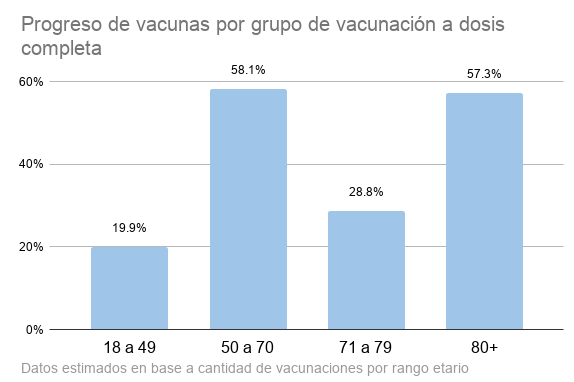 Progreso de vacunas por grupo de vacunación a dosis
completa
60%
40%
20%
0%
19.9%
58.1%
28.8%
57.3%
18 a 49
50 a 70
71 a 79
80+
Datos estimados en base a cantidad de vacunaciones por rango etario